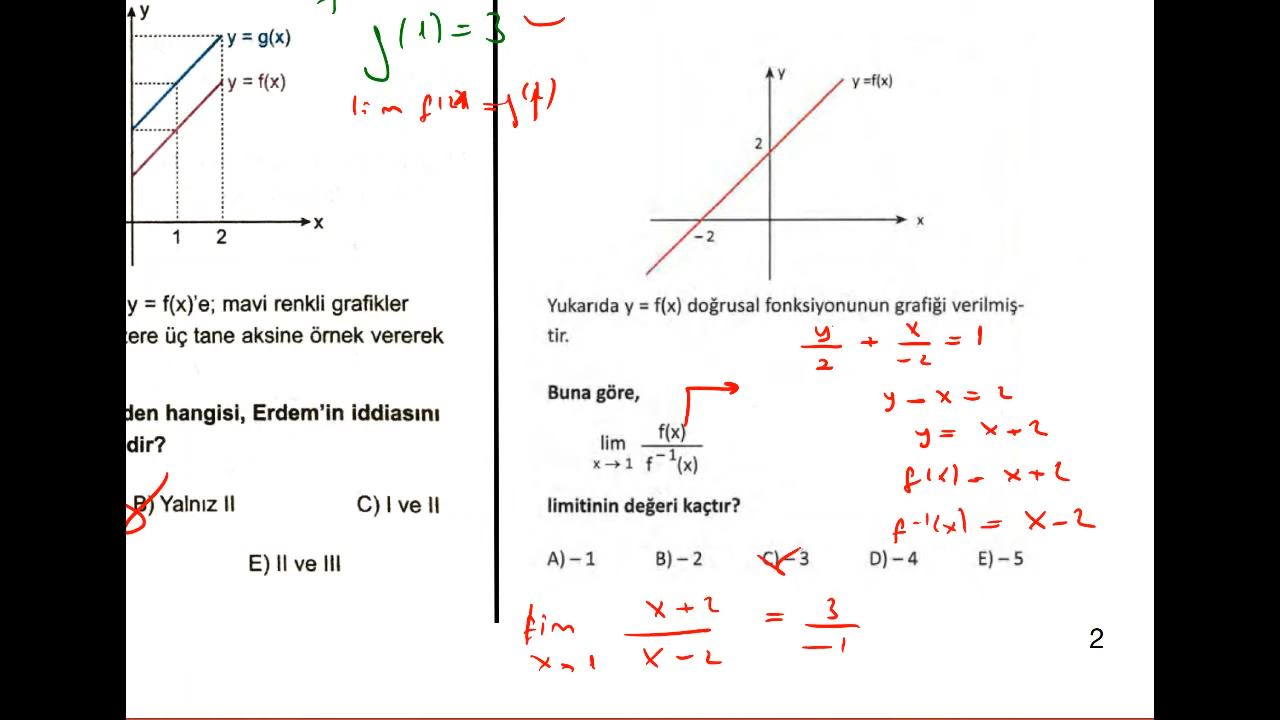 y
y = g(x)
y = f(x)
x
1
2
y = f(x)'e; mavi renkli grafikler
zere üç tane aksine örnek vererek
den hangisi, Erdem'in iddiasını
dir?
B) Yalnız II
C) I ve II
E) II ve III
(1) = 3
lim
y
y =f(x)
2
x
– 2
Yukarıda y = f(x) doğrusal fonksiyonunun grafiği verilmiş-
tir.
y/2 + x/-2 = 1
y - x = 2
y = x + 2
f(x) = x + 2
f⁻¹(x) = x - 2
Buna göre,
lim x → 1 f(x) / f⁻¹(x)
limitinin değeri kaçtır?
A) – 1
B) – 2
C) – 3
D) – 4
E) – 5
lim x→1 x + 2 / x - 2 = 3 / -1
2